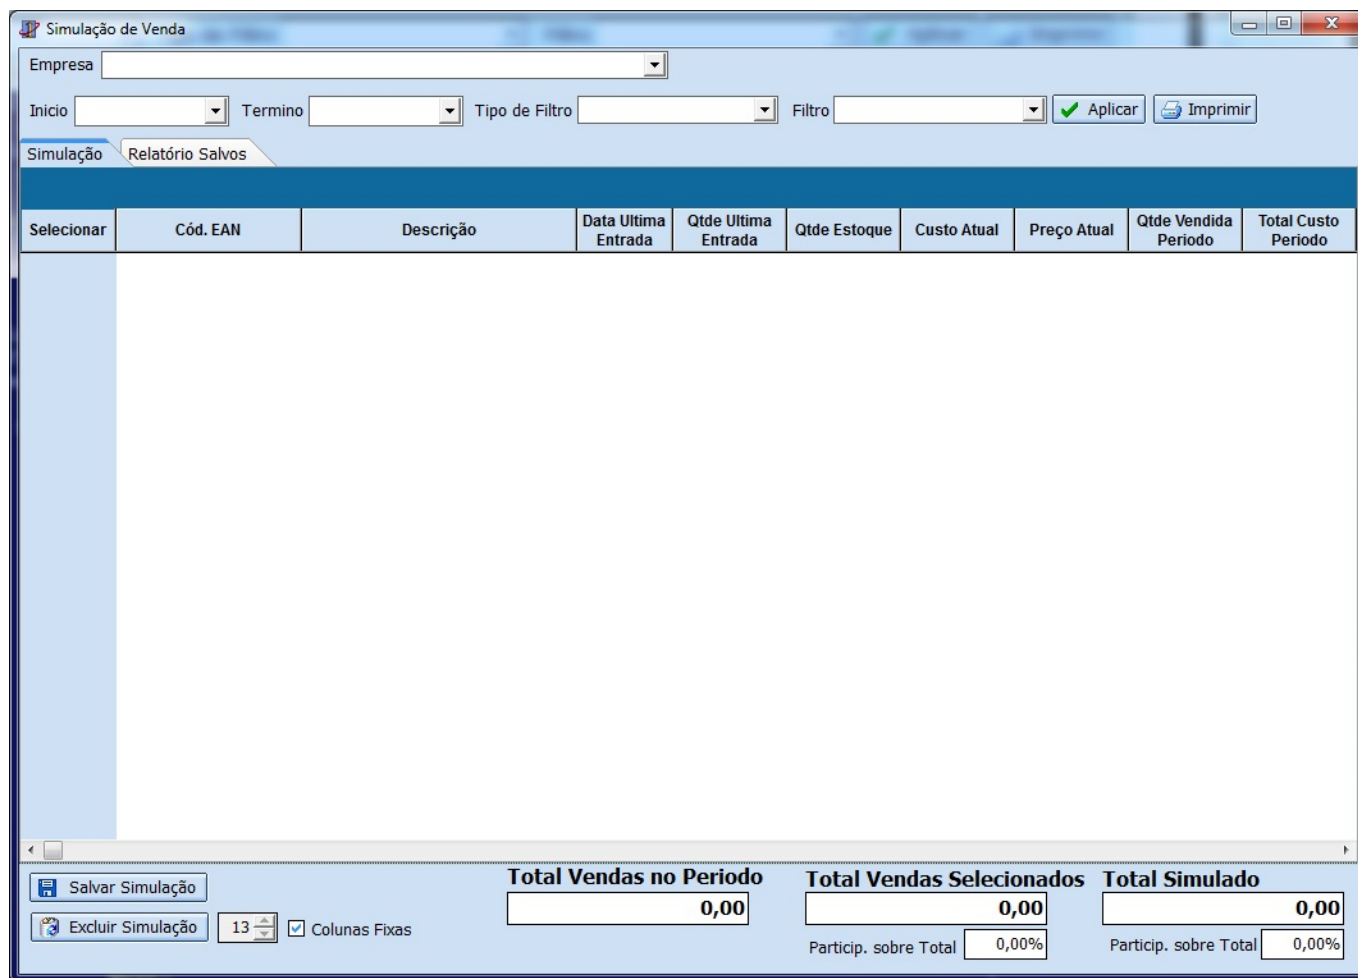 Simulação de Venda
Empresa
Inicio Termino Tipo de Filtro Filtro Aplicar Imprimir
Simulação Relatório Salvos
Selecionar Cód. EAN Descrição Data Ultima Entrada Qtde Ultima Entrada Qtde Estoque Custo Atual Preço Atual Qtde Vendida Periodo Total Custo Periodo
Total Vendas no Periodo Total Vendas Selecionados Total Simulado
Salvar Simulação
0,00 0,00 0,00
Excluir Simulação 13 Colunas Fixas
Particip. sobre Total 0,00% Particip. sobre Total 0,00%